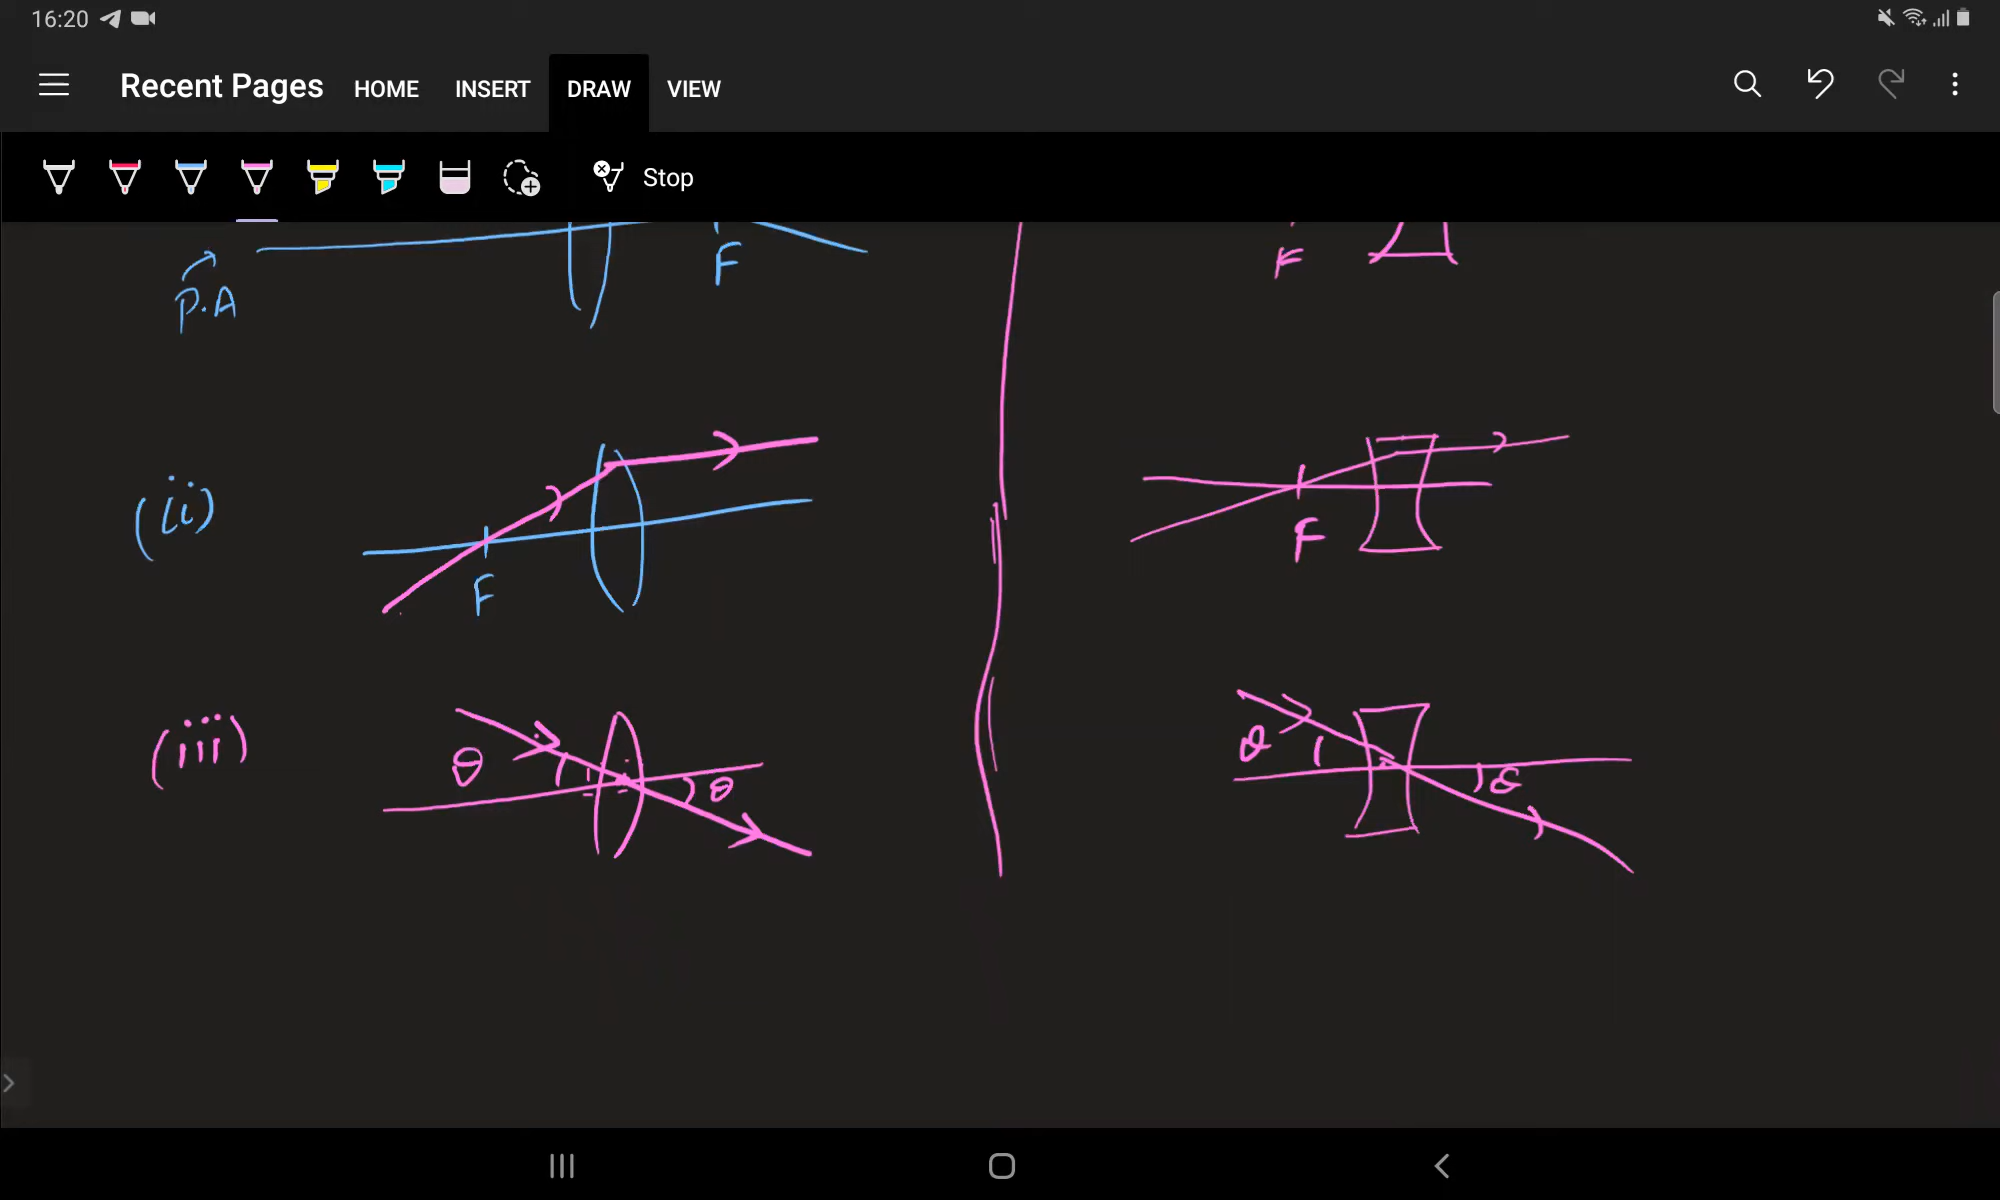 16:20
Recent Pages HOME INSERT DRAW VIEW
Stop
F
F
P.A
(ii)
F
F
(iii)
θ
θ
θ